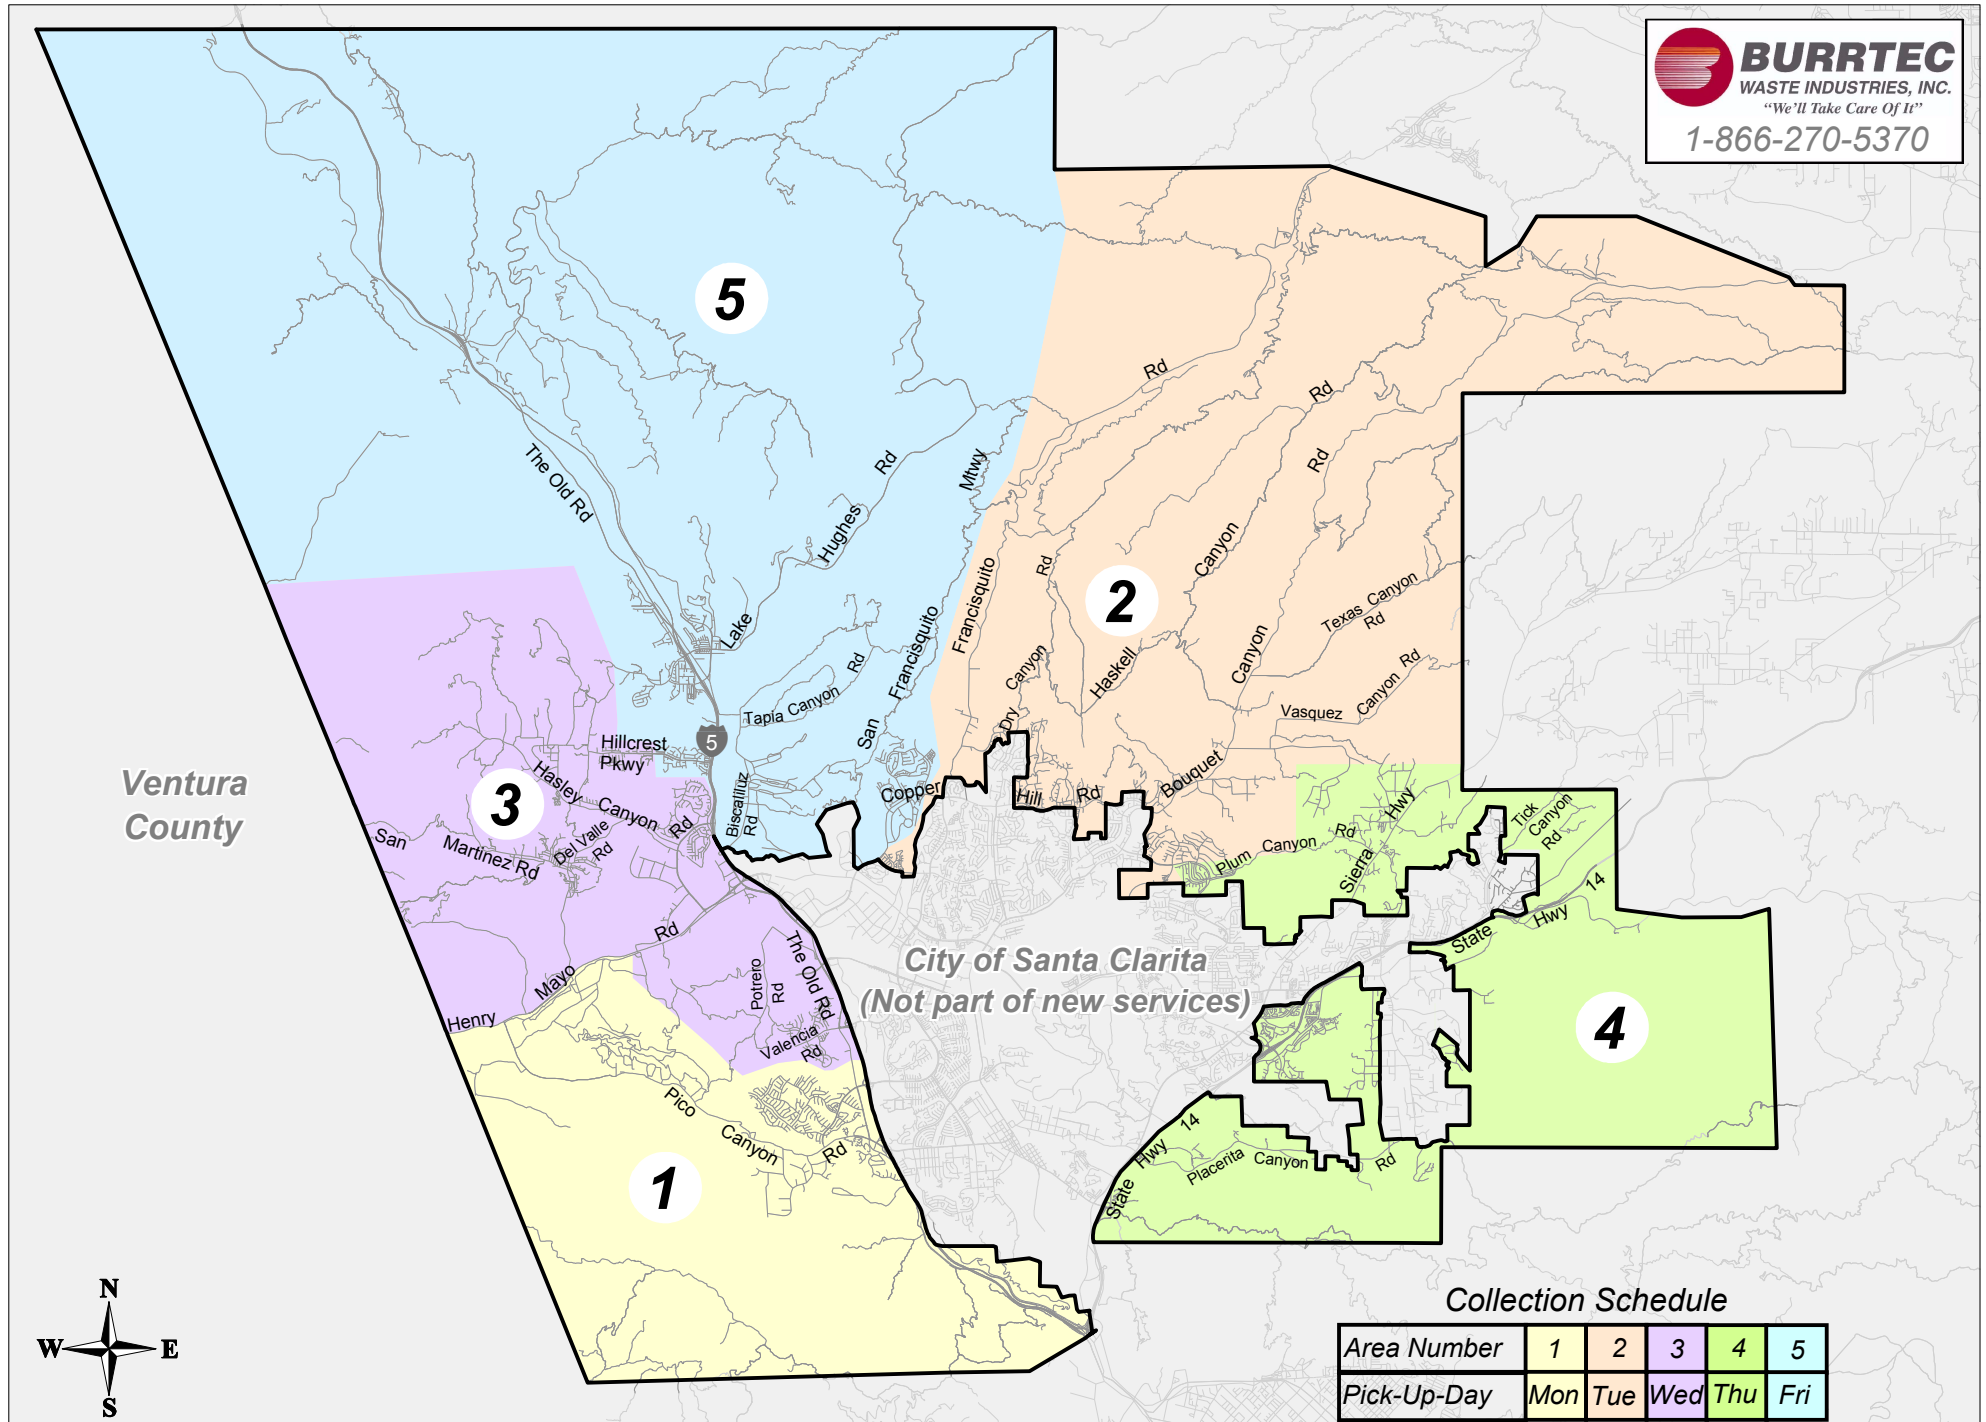 BURRTEC
WASTE INDUSTRIES, INC.
“We'll Take Care Of It”
1-866-270-5370
5
Rd
Rd
The Old Rd
Rd
Mtwy
Rd
Hughes
Canyon
Francisquito
Rd
2
Texas Canyon
Rd
Lake
Francisquito
Canyon
Haskell
Canyon
Rd
Tapia Canyon
Rd
San
Dry
Vasquez
Canyon
Rd
5
Hillcrest
Pkwy
Ventura
County
3
Hasley
Canyon
Rd
Biscailuz
Rd
Copper
Hill
Rd
Bouquet
Hwy
Tick
Canyon
Rd
San
Martinez Rd
Del Valle
Rd
Plum
Canyon
Rd
Sierra
14
Hwy
State
Rd
The Old Rd
City of Santa Clarita
(Not part of new services)
Mayo
Potrero
Rd
Henry
Valencia
Rd
4
Pico
Canyon
Rd
1
14
Hwy
State
Placerita
Canyon
Rd
N
W
E
S
Collection Schedule
Area Number 1 2 3 4 5
Pick-Up-Day Mon Tue Wed Thu Fri